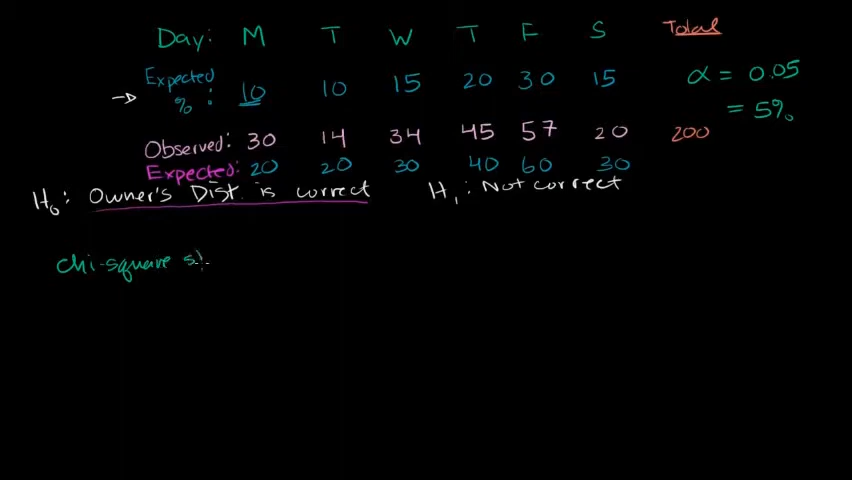 Day: M T W T F S Total
Expected %: 10 10 15 20 30 15 α = 0.05
= 5%
Observed: 30 14 34 45 57 20 200
Expected: 20 20 30 40 60 30
H₀: Owner's Dist. is correct H₁: Not correct
chi-square